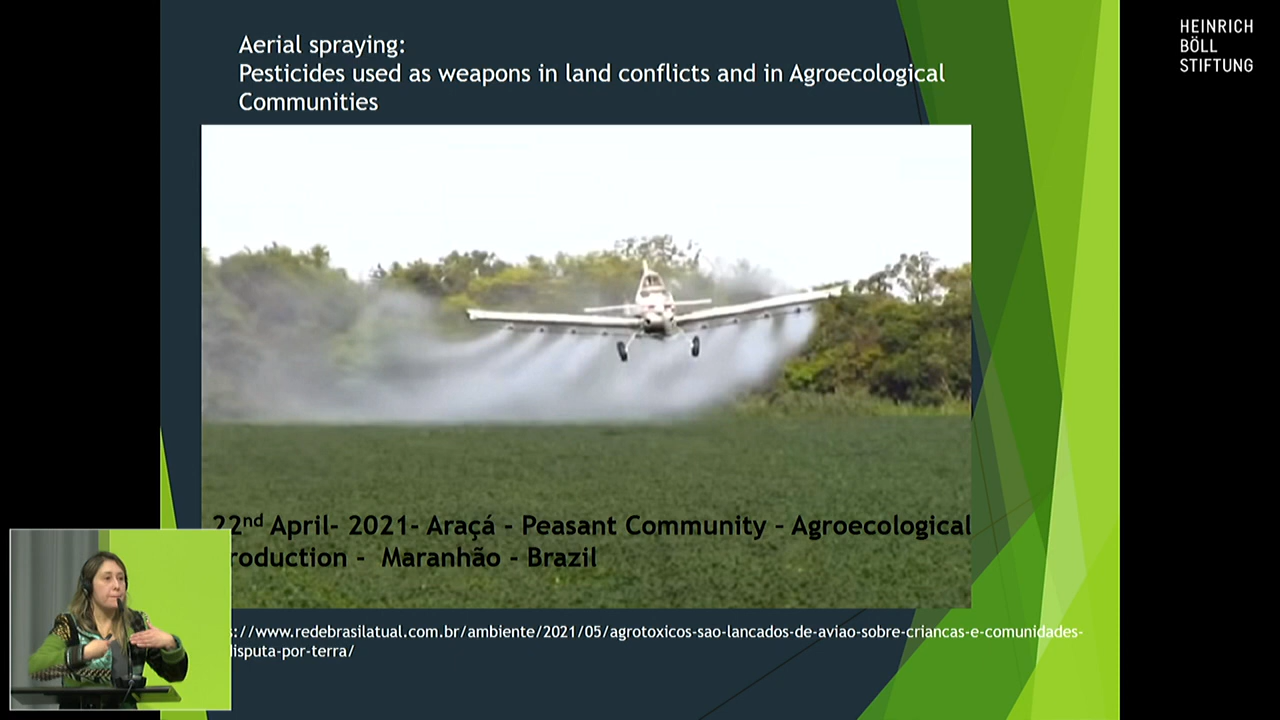 HEINRICH
BÖLL
STIFTUNG
Aerial spraying:
Pesticides used as weapons in land conflicts and in Agroecological
Communities
22nd April- 2021- Araçá - Peasant Community - Agroecological
roduction - Maranhão - Brazil
s://www.redebrasilatual.com.br/ambiente/2021/05/agrotoxicos-sao-lancados-de-aviao-sobre-criancas-e-comunidades-
disputa-por-terra/